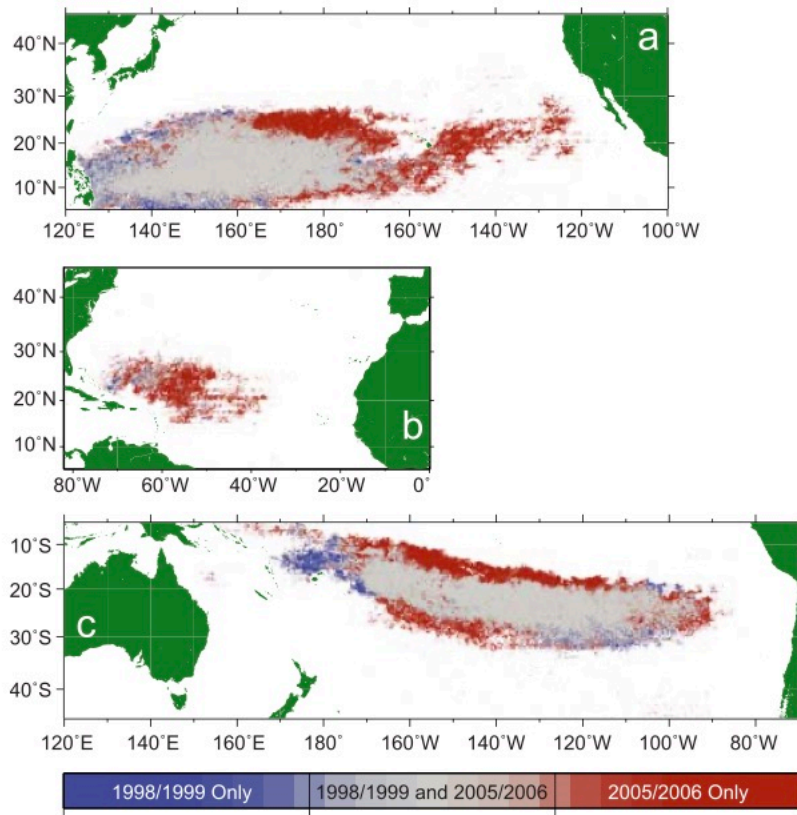 a
40˚N
30˚N
20˚N
10˚N
120˚E 140˚E 160˚E 180˚ 160˚W 140˚W 120˚W 100˚W
40˚N
30˚N
20˚N
10˚N
b
80˚W 60˚W 40˚W 20˚W 0˚
10˚S
20˚S
c
30˚S
40˚S
120˚E 140˚E 160˚E 180˚ 160˚W 140˚W 120˚W 100˚W 80˚W
1998/1999 Only 1998/1999 and 2005/2006 2005/2006 Only